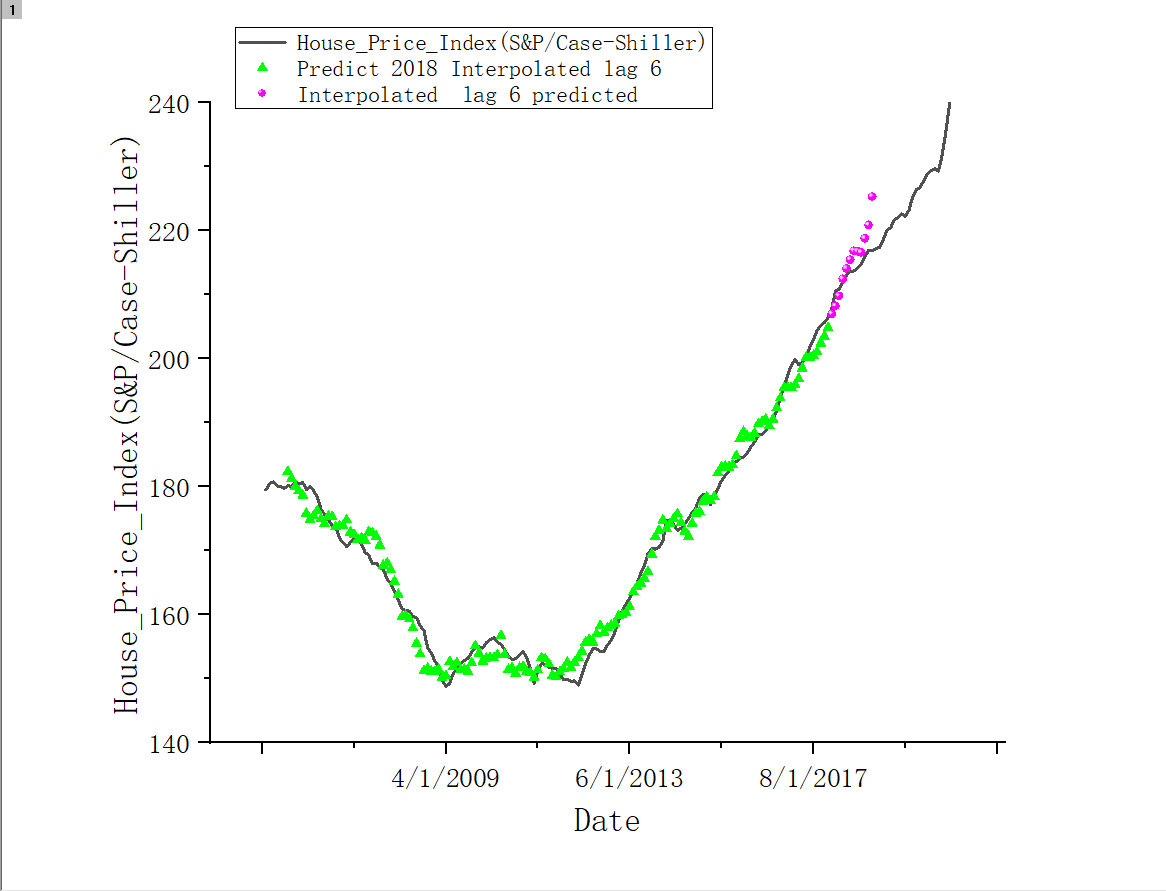 1
House_Price_Index(S&P/Case-Shiller)
Predict 2018 Interpolated lag 6
Interpolated  lag 6 predicted
240
220
200
180
160
140
House_Price_Index(S&P/Case-Shiller)
4/1/2009 6/1/2013 8/1/2017
Date